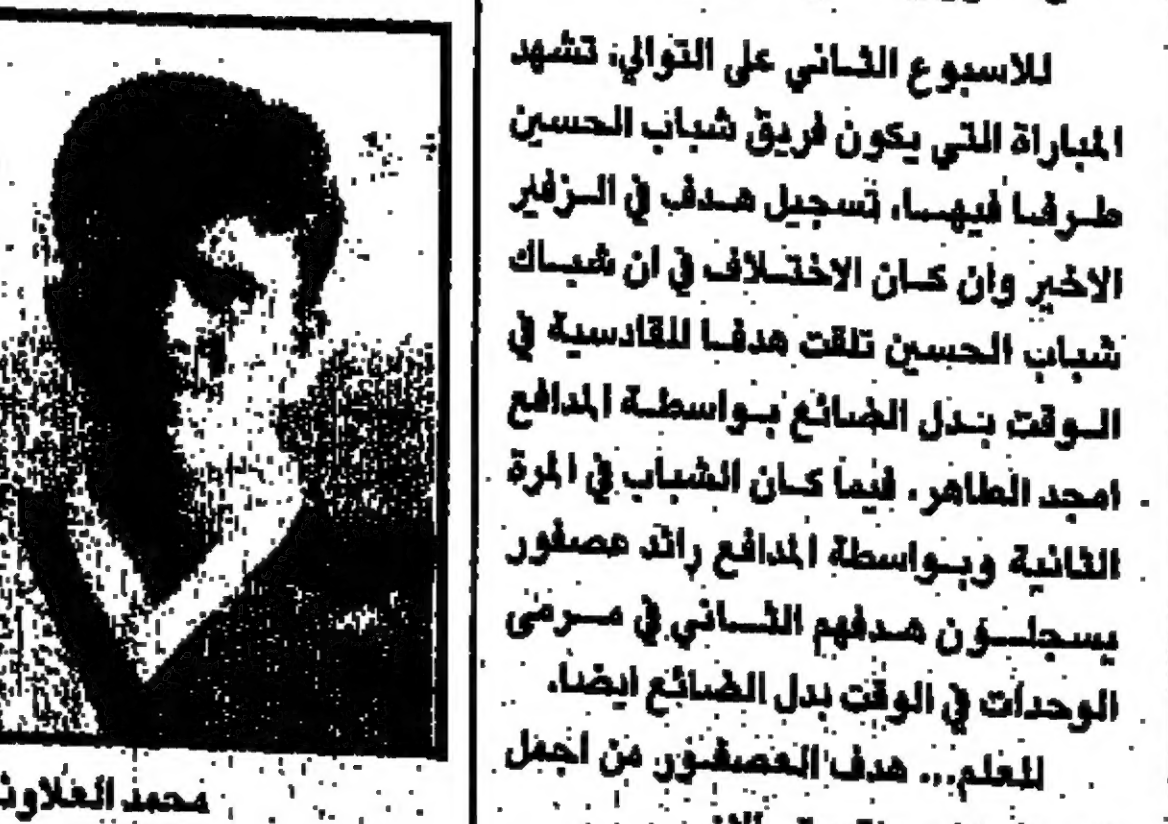 للاسبوع الثاني على التوالي، تشهد
المباراة التي يكون فريق شباب الحسين
طرفا فيها، تسجيل هدف في الزفير
الاخير وان كان الاختلاف في ان شباك
شباب الحسين تلقت هدفا للقادسية في
الوقت بدل الضائع بواسطة المدافع
امجد الطاهر، فيما كان الشباب في المرة
الثانية وبواسطة المدافع رائد عصفور
يسجلون هدفهم الثاني في مرمى
الوحدات في الوقت بدل الضائع ايضا.
للعلم... هدف العصفور من اجمل
محمد العلاون